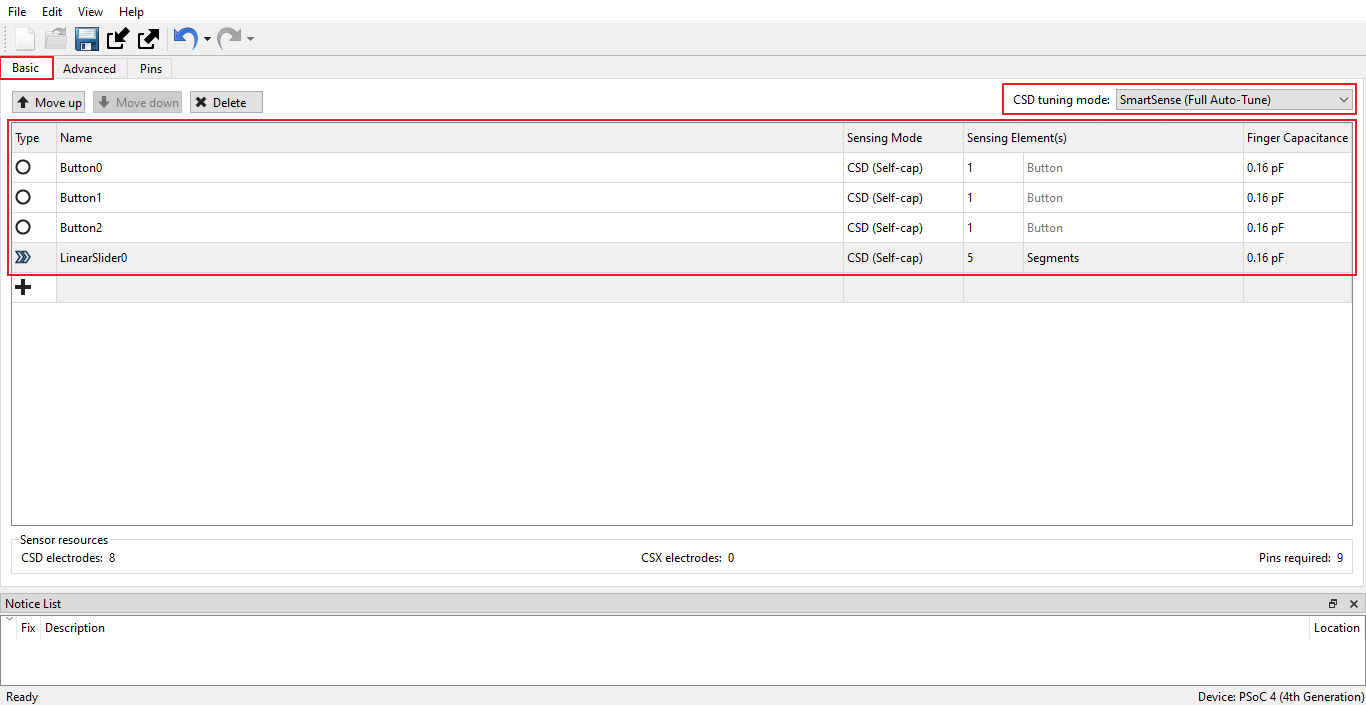 File Edit View Help
Basic Advanced Pins
Move up Move down Delete CSD tuning mode: SmartSense (Full Auto-Tune)
Type Name Sensing Mode Sensing Element(s) Finger Capacitance
Button0 CSD (Self-cap) 1 Button 0.16 pF
Button1 CSD (Self-cap) 1 Button 0.16 pF
Button2 CSD (Self-cap) 1 Button 0.16 pF
LinearSlider0 CSD (Self-cap) 5 Segments 0.16 pF
Sensor resources
CSD electrodes: 8 CSX electrodes: 0 Pins required: 9
Notice List
Fix Description Location
Ready Device: PSoC 4 (4th Generation)